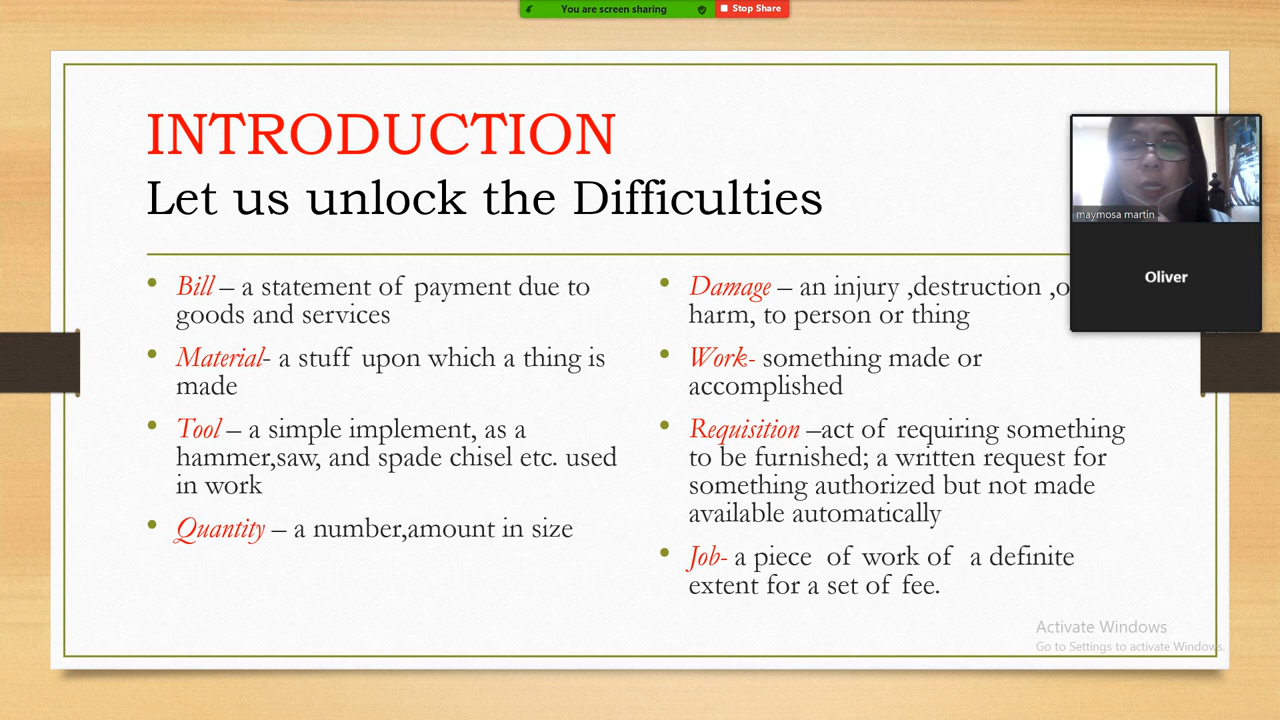 You are screen sharing
Stop Share
INTRODUCTION
Let us unlock the Difficulties
• Bill – a statement of payment due to
goods and services
• Material- a stuff upon which a thing is
made
• Tool – a simple implement, as a
hammer,saw, and spade chisel etc. used
in work
• Quantity – a number,amount in size
• Damage – an injury ,destruction ,o
harm, to person or thing
• Work- something made or
accomplished
• Requisition –act of requiring something
to be furnished; a written request for
something authorized but not made
available automatically
• Job- a piece of work of a definite
extent for a set of fee.
maymosa martin
Oliver
Activate Windows
Go to Settings to activate Windows.